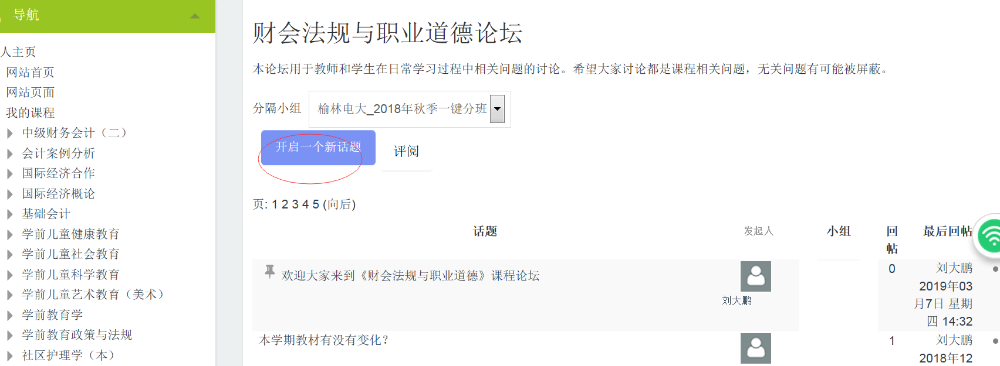 导航
人主页
网站首页
网站页面
我的课程
中级财务会计（二）
会计案例分析
国际经济合作
国际经济概论
基础会计
学前儿童健康教育
学前儿童社会教育
学前儿童科学教育
学前儿童艺术教育（美术）
学前教育学
学前教育政策与法规
社区护理学（本）
财会法规与职业道德论坛
本论坛用于教师和学生在日常学习过程中相关问题的讨论。希望大家讨论都是课程相关问题，无关问题有可能被屏蔽。
分隔小组 榆林电大_2018年秋季一键分班
开启一个新话题 评阅
页: 1 2 3 4 5 (向后)
话题 发起人 小组 回帖 最后回帖
欢迎大家来到《财会法规与职业道德》课程论坛
刘大鹏
0
刘大鹏
2019年03
月7日 星期
四 14:32
本学期教材有没有变化？
1
刘大鹏
2018年12